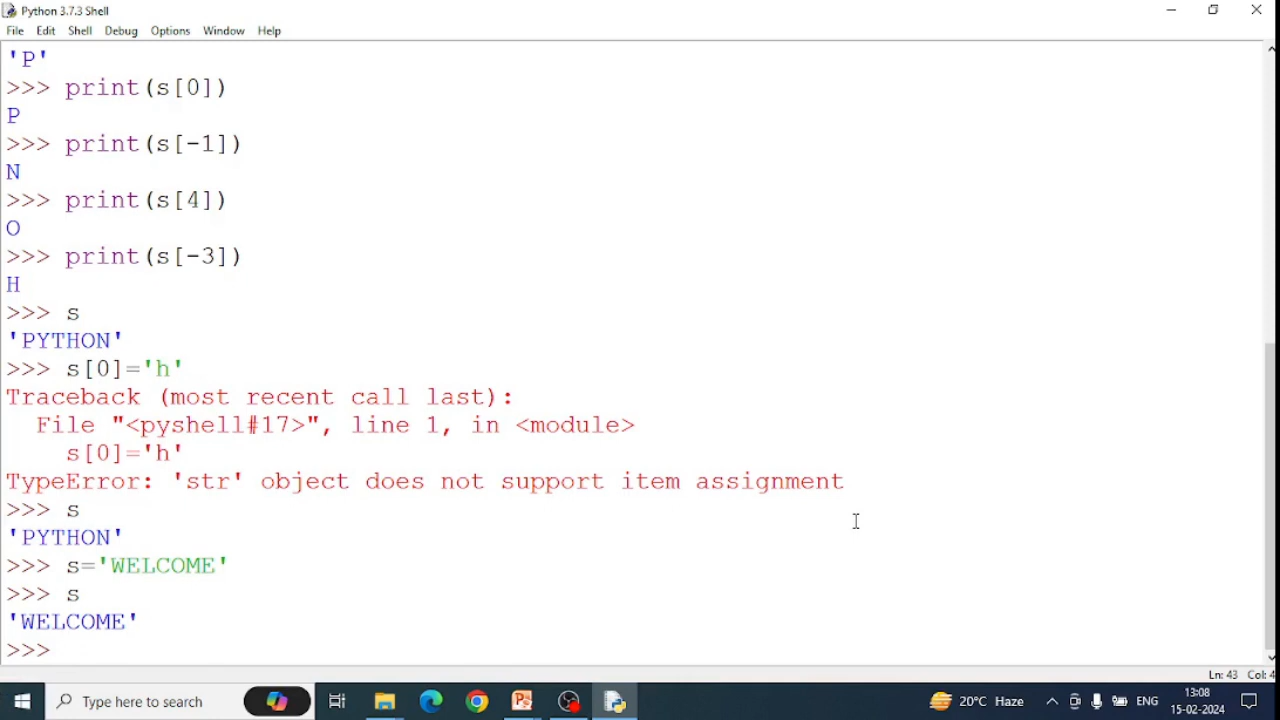 Python 3.7.3 Shell
File Edit Shell Debug Options Window Help
'P'
>>> print(s[0])
P
>>> print(s[-1])
N
>>> print(s[4])
O
>>> print(s[-3])
H
>>> s
'PYTHON'
>>> s[0]='h'
Traceback (most recent call last):
  File "<pyshell#17>", line 1, in <module>
    s[0]='h'
TypeError: 'str' object does not support item assignment
>>> s
'PYTHON'
>>> s='WELCOME'
>>> s
'WELCOME'
>>>
Ln: 43 Col: 4
Type here to search
20°C Haze
ENG
13:08
15-02-2024